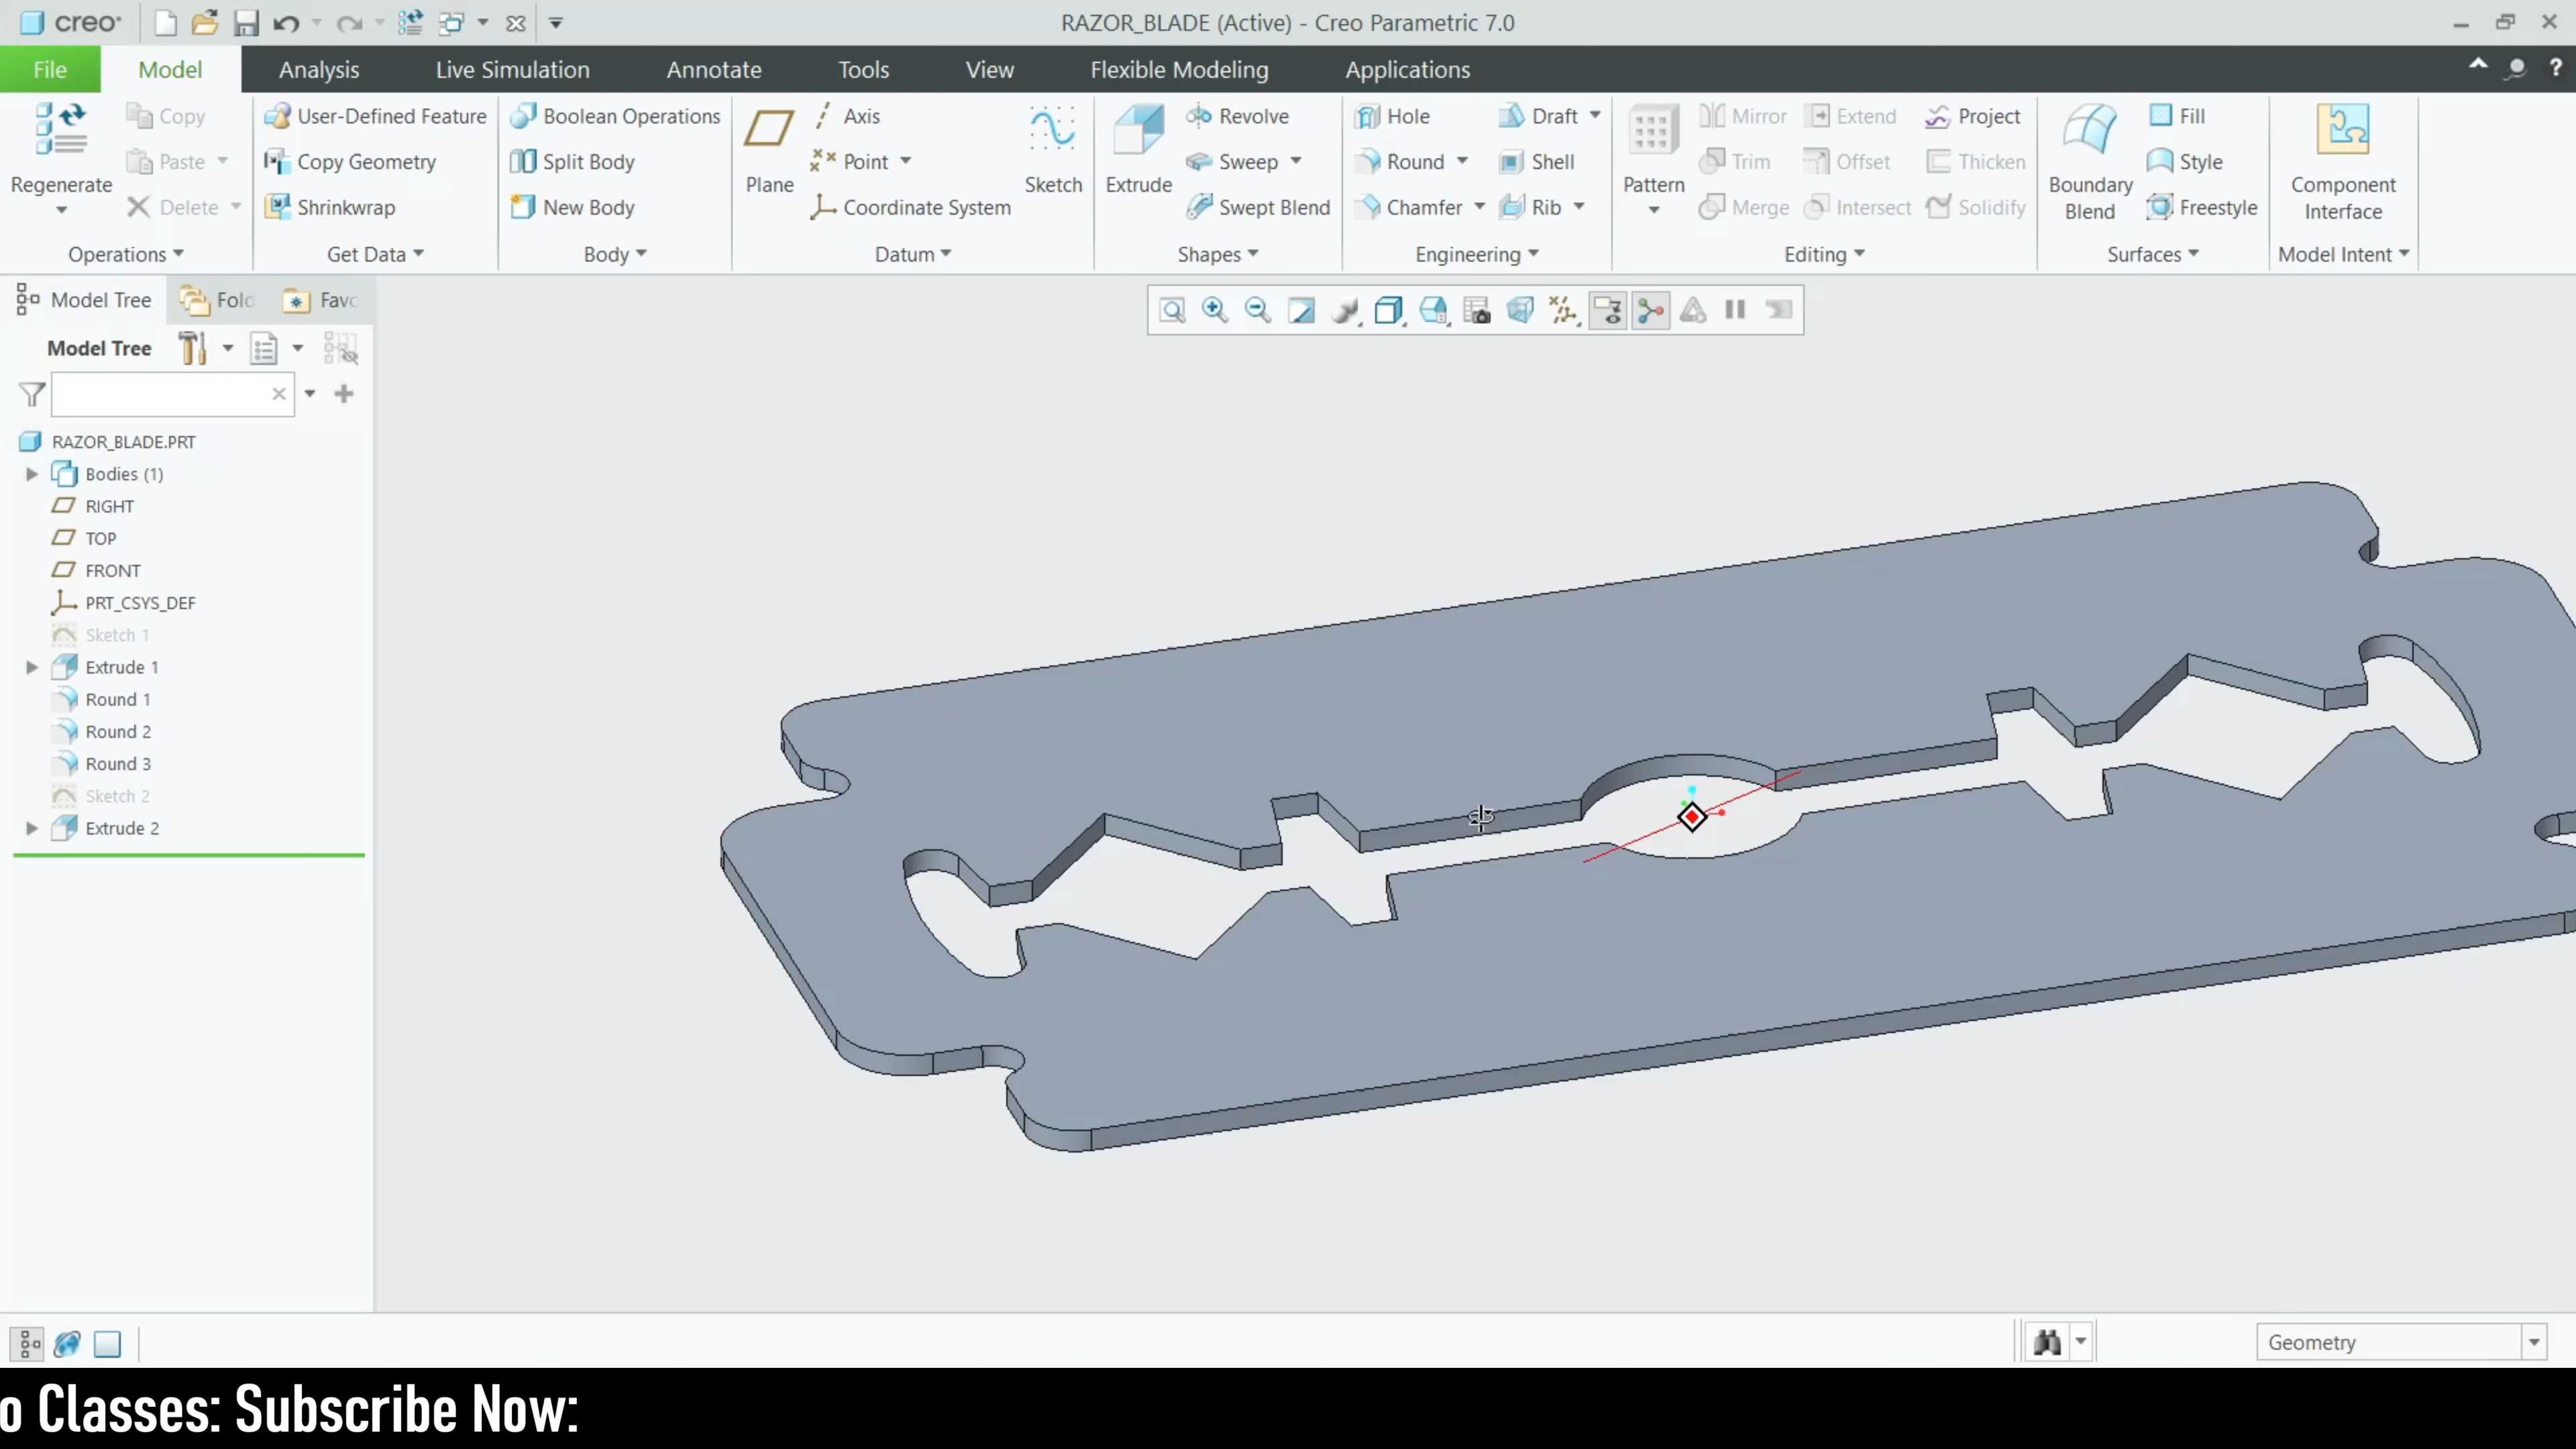 creo
RAZOR_BLADE (Active) - Creo Parametric 7.0
File Model Analysis Live Simulation Annotate Tools View Flexible Modeling Applications ?
Regenerate
Copy
Paste
Delete
Operations
User-Defined Feature
Copy Geometry
Shrinkwrap
Get Data
Boolean Operations
Split Body
New Body
Body
Plane
Axis
Point
Coordinate System
Sketch
Datum
Extrude
Revolve
Sweep
Swept Blend
Shapes
Hole
Round
Chamfer
Draft
Shell
Rib
Engineering
Pattern
Mirror
Trim
Merge
Extend
Offset
Intersect
Project
Thicken
Solidify
Editing
Boundary
Blend
Fill
Style
Freestyle
Surfaces
Component
Interface
Model Intent
Model Tree Fold Favo
Model Tree
RAZOR_BLADE.PRT
Bodies (1)
RIGHT
TOP
FRONT
PRT_CSYS_DEF
Sketch 1
Extrude 1
Round 1
Round 2
Round 3
Sketch 2
Extrude 2
Geometry
o Classes: Subscribe Now: